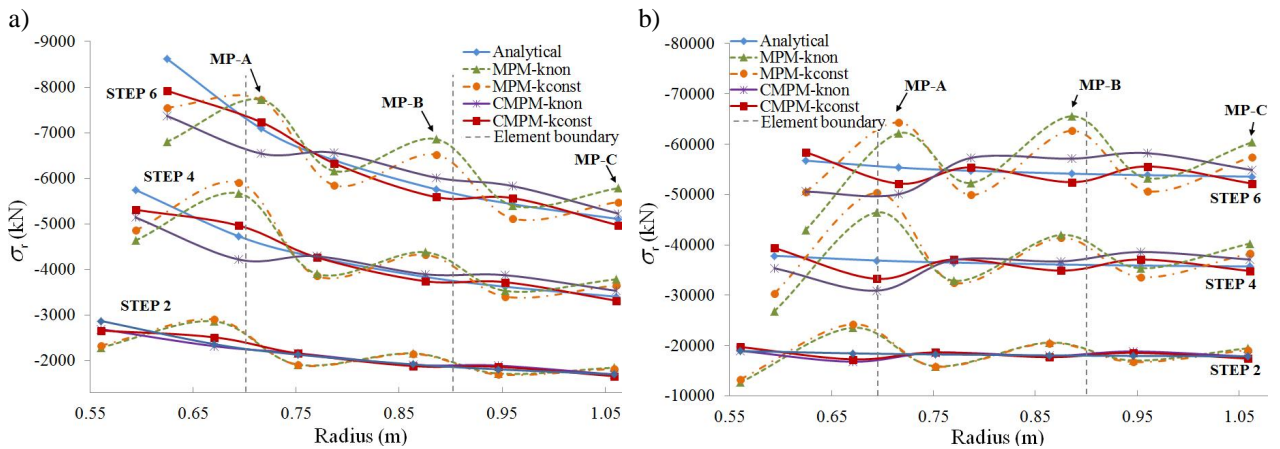 a)
-9000
-8000
-7000
-6000
-5000
-4000
-3000
-2000
σr (kN)
0.55
0.65
0.75
0.85
0.95
1.05
Radius (m)
STEP 6
STEP 4
STEP 2
MP-A
MP-B
MP-C
Analytical
MPM-knon
MPM-kconst
CMPM-knon
CMPM-kconst
Element boundary
b)
-80000
-70000
-60000
-50000
-40000
-30000
-20000
-10000
σr (kN)
0.55
0.65
0.75
0.85
0.95
1.05
Radius (m)
Analytical
MPM-knon
MPM-kconst
CMPM-knon
CMPM-kconst
Element boundary
MP-A
MP-B
MP-C
STEP 6
STEP 4
STEP 2